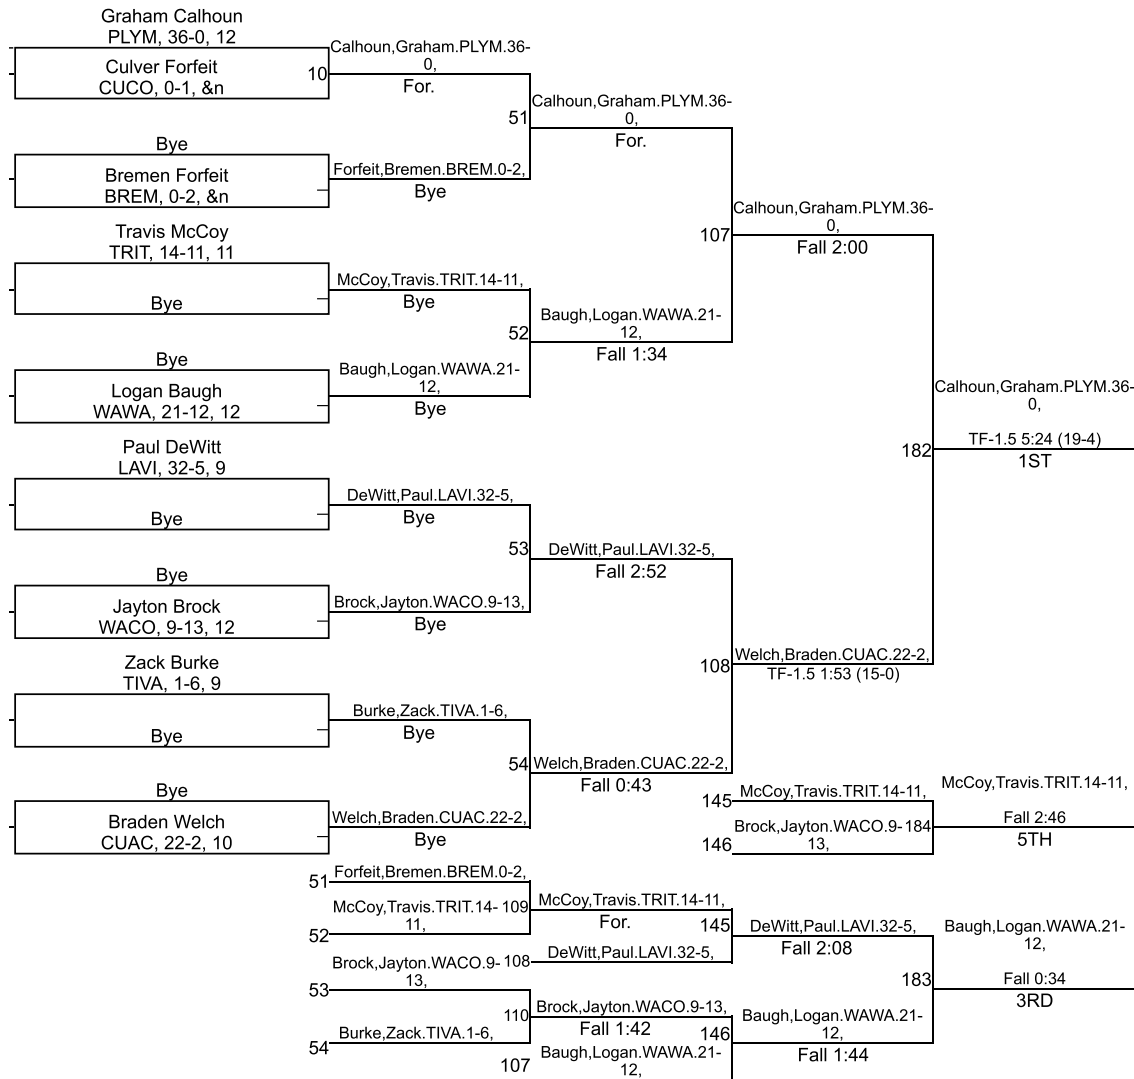 Graham Calhoun
PLYM, 36-0, 12
Culver Forfeit
CUCO, 0-1, &n
10
Calhoun,Graham.PLYM.36-
0,
For.
Bye
Bremen Forfeit
BREM, 0-2, &n
Forfeit,Bremen.BREM.0-2,
Bye
51
Calhoun,Graham.PLYM.36-
0,
For.
Travis McCoy
TRIT, 14-11, 11
Bye
McCoy,Travis.TRIT.14-11,
Bye
Bye
Logan Baugh
WAWA, 21-12, 12
Baugh,Logan.WAWA.21-
12,
Bye
52
Baugh,Logan.WAWA.21-
12,
Fall 1:34
107
Calhoun,Graham.PLYM.36-
0,
Fall 2:00
Paul DeWitt
LAVI, 32-5, 9
Bye
DeWitt,Paul.LAVI.32-5,
Bye
Bye
Jayton Brock
WACO, 9-13, 12
Brock,Jayton.WACO.9-13,
Bye
53
DeWitt,Paul.LAVI.32-5,
Fall 2:52
Zack Burke
TIVA, 1-6, 9
Bye
Burke,Zack.TIVA.1-6,
Bye
Bye
Braden Welch
CUAC, 22-2, 10
Welch,Braden.CUAC.22-2,
Bye
54
Welch,Braden.CUAC.22-2,
Fall 0:43
108
Welch,Braden.CUAC.22-2,
TF-1.5 1:53 (15-0)
182
Calhoun,Graham.PLYM.36-
0,
TF-1.5 5:24 (19-4)
1ST
145
McCoy,Travis.TRIT.14-11,
146
Brock,Jayton.WACO.9-
13,
184
McCoy,Travis.TRIT.14-11,
Fall 2:46
5TH
51
Forfeit,Bremen.BREM.0-2,
52
McCoy,Travis.TRIT.14-
11,
109
McCoy,Travis.TRIT.14-11,
For.
108
DeWitt,Paul.LAVI.32-5,
145
DeWitt,Paul.LAVI.32-5,
Fall 2:08
53
Brock,Jayton.WACO.9-
13,
54
Burke,Zack.TIVA.1-6,
110
Brock,Jayton.WACO.9-13,
Fall 1:42
107
Baugh,Logan.WAWA.21-
12,
146
Baugh,Logan.WAWA.21-
12,
Fall 1:44
183
Baugh,Logan.WAWA.21-
12,
Fall 0:34
3RD